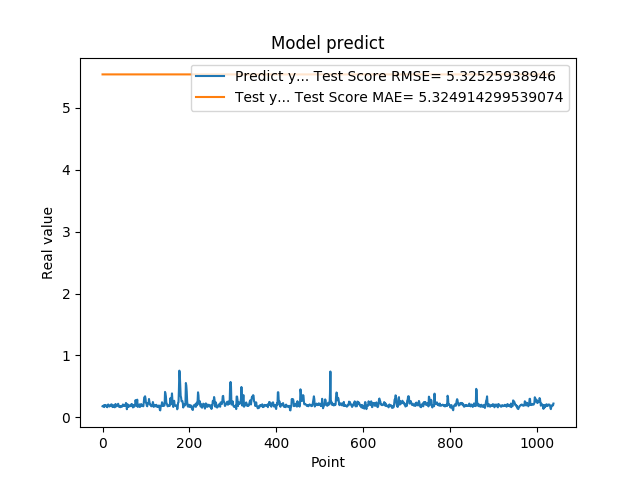 Model predict
Predict y... Test Score RMSE= 5.32525938946
Test y... Test Score MAE= 5.324914299539074
Real value
5
4
3
2
1
0
0
200
400
600
800
1000
Point